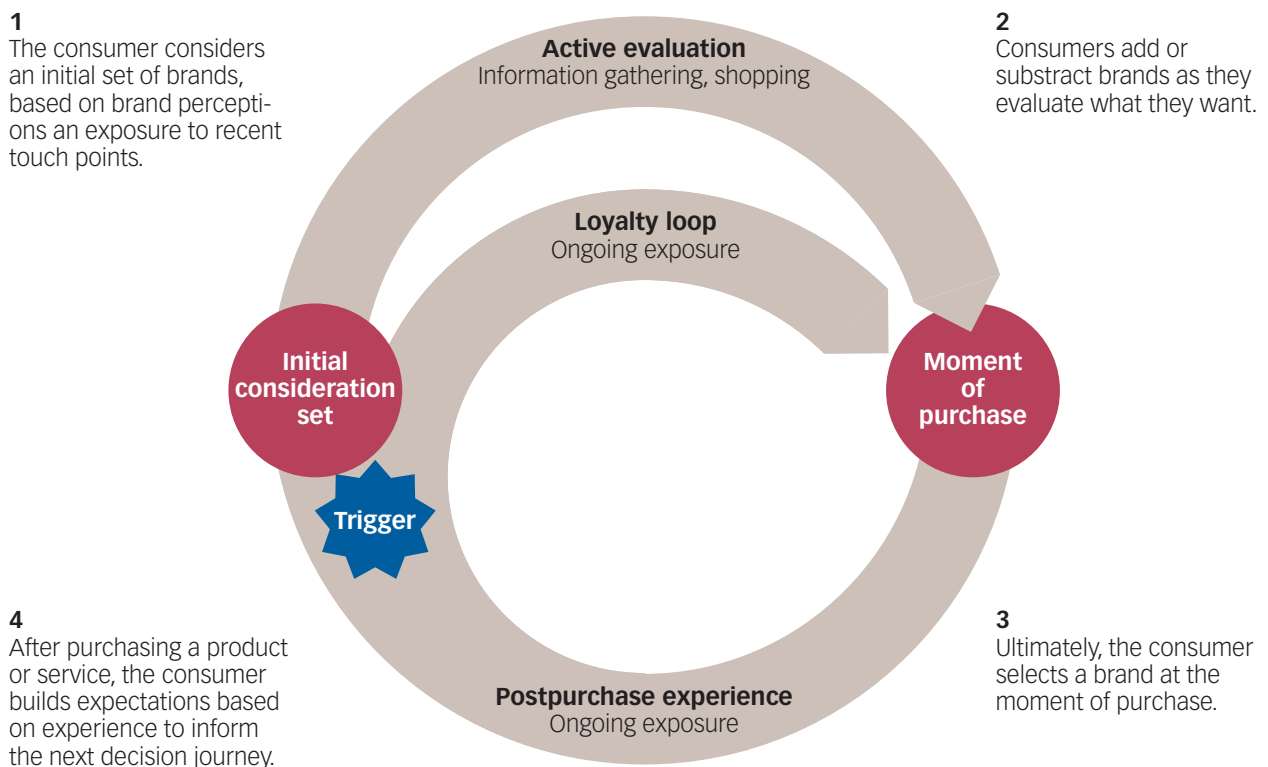 1
The consumer considers
an initial set of brands,
based on brand percepti-
ons an exposure to recent
touch points.
Active evaluation
Information gathering, shopping
2
Consumers add or
substract brands as they
evaluate what they want.
Loyalty loop
Ongoing exposure
Initial
consideration
set
Moment
of
purchase
Trigger
4
After purchasing a product
or service, the consumer
builds expectations based
on experience to inform
the next decision journey.
Postpurchase experience
Ongoing exposure
3
Ultimately, the consumer
selects a brand at the
moment of purchase.